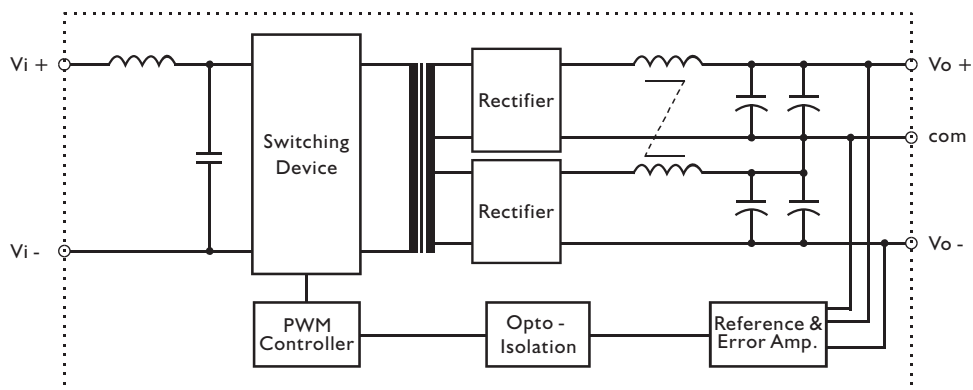 Vi +
Switching
Device
Rectifier
Rectifier
Vo +
com
Vi -
Vo -
PWM
Controller
Opto -
Isolation
Reference &
Error Amp.